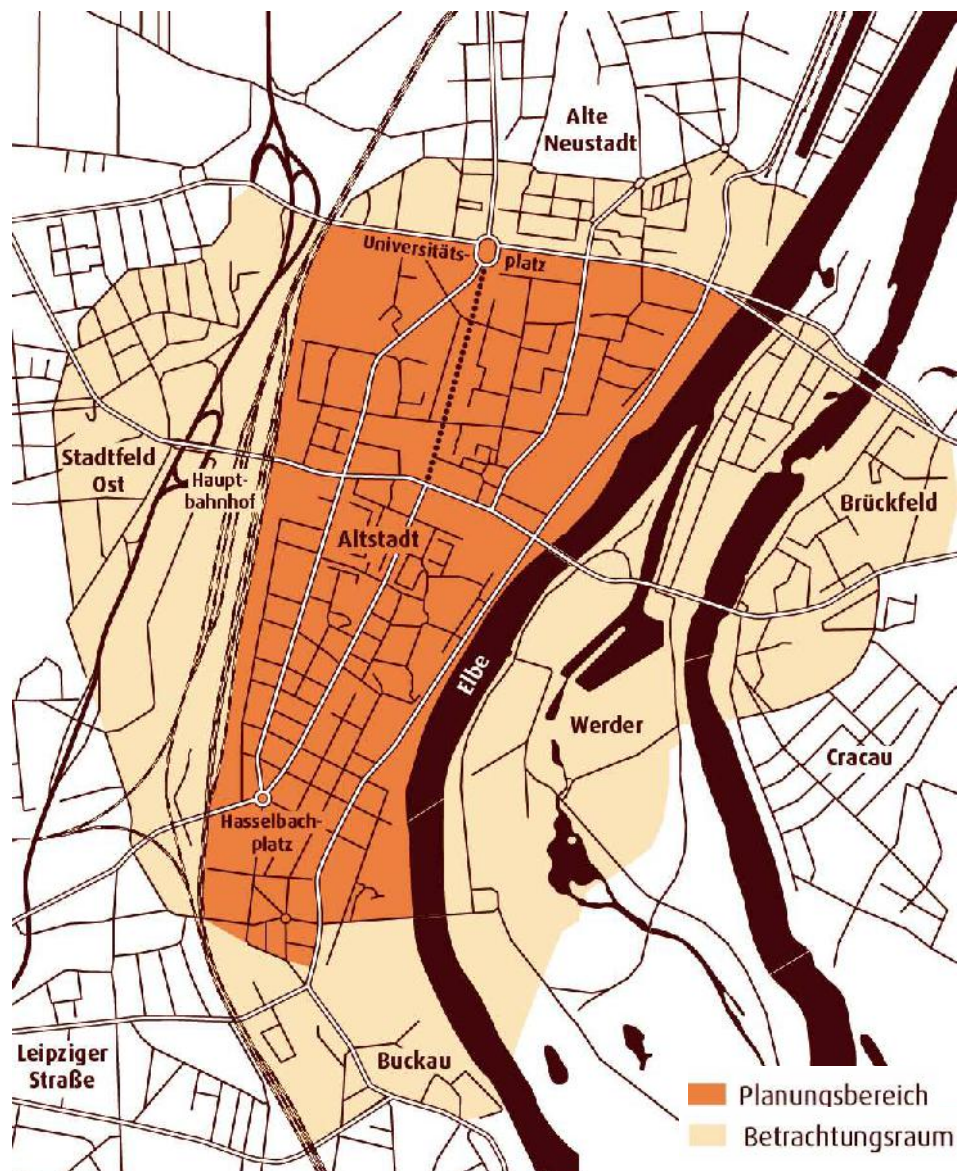 Alte
Neustadt
Universitäts-
platz
Stadtfeld
Ost
Haupt-
bahnhof
Brückfeld
Altstadt
Elbe
Werder
Cracau
Hasselbach-
platz
Leipziger
Straße
Buckau
Planungsbereich
Betrachtungsraum